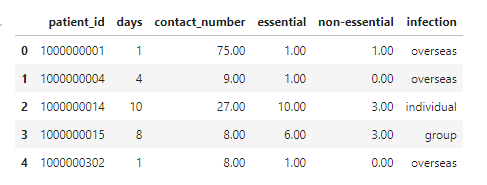 patient_id days contact_number essential non-essential infection
0 1000000001 1 75.00 1.00 1.00 overseas
1 1000000004 4 9.00 1.00 0.00 overseas
2 1000000014 10 27.00 10.00 3.00 individual
3 1000000015 8 8.00 6.00 3.00 group
4 1000000302 1 8.00 1.00 0.00 overseas